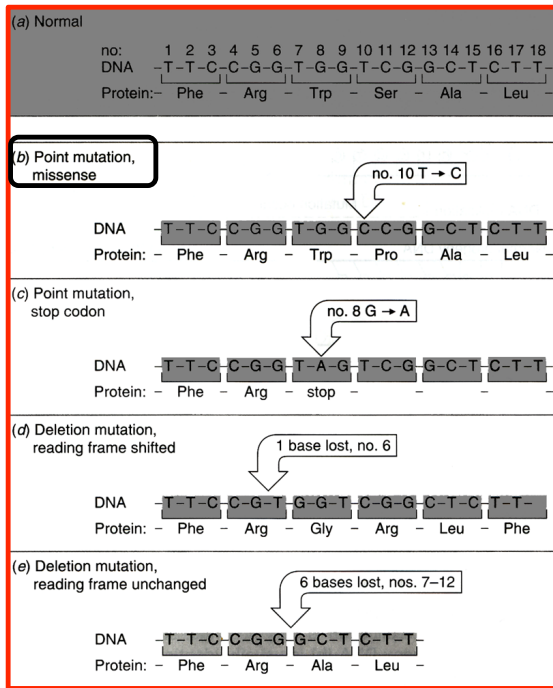 (a) Normal
no: 1 2 3 4 5 6 7 8 9 10 11 12 13 14 15 16 17 18
DNA -T-T-C-C-G-G-T-G-G-T-C-G-G-C-T-C-T-T-
Protein:- Phe - Arg - Trp - Ser - Ala - Leu -
(b) Point mutation,
missense
no. 10 T → C
DNA -T-T-C-C-G-G-T-G-G-C-C-G-G-C-T-C-T-T-
Protein: - Phe - Arg - Trp - Pro - Ala - Leu -
(c) Point mutation,
stop codon
no. 8 G → A
DNA -T-T-C-C-G-G-T-A-G-T-C-G-G-C-T-C-T-T-
Protein: - Phe - Arg - stop - - - -
(d) Deletion mutation,
reading frame shifted
1 base lost, no. 6
DNA -T-T-C-C-G-T-G-G-T-C-G-G-C-T-C-T-T-
Protein: - Phe - Arg - Gly - Arg - Leu - Phe
(e) Deletion mutation,
reading frame unchanged
6 bases lost, nos. 7–12
DNA -T-T-C-C-G-G-G-C-T-C-T-T-
Protein: - Phe - Arg - Ala - Leu -